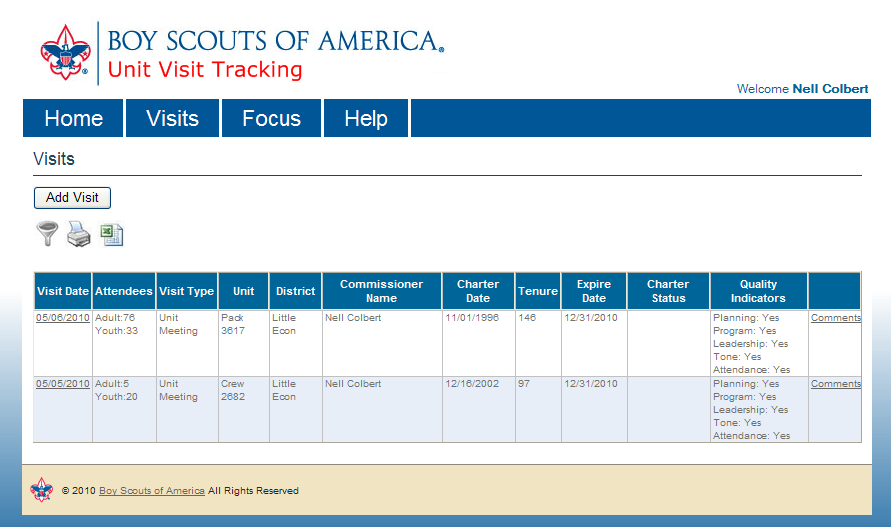 BOY SCOUTS OF AMERICA®
Unit Visit Tracking
Welcome Nell Colbert
Home Visits Focus Help
Visits
Add Visit
Visit Date Attendees Visit Type Unit District Commissioner Name Charter Date Tenure Expire Date Charter Status Quality Indicators
05/06/2010 Adult:76 Unit Pack Little Nell Colbert 11/01/1996 146 12/31/2010 Planning: Yes Comments
Youth:33 Meeting 3617 Econ Program: Yes
Leadership: Yes
Tone: Yes
Attendance: Yes
05/05/2010 Adult:5 Unit Crew Little Nell Colbert 12/16/2002 97 12/31/2010 Planning: Yes Comments
Youth:20 Meeting 2682 Econ Program: Yes
Leadership: Yes
Tone: Yes
Attendance: Yes
© 2010 Boy Scouts of America All Rights Reserved